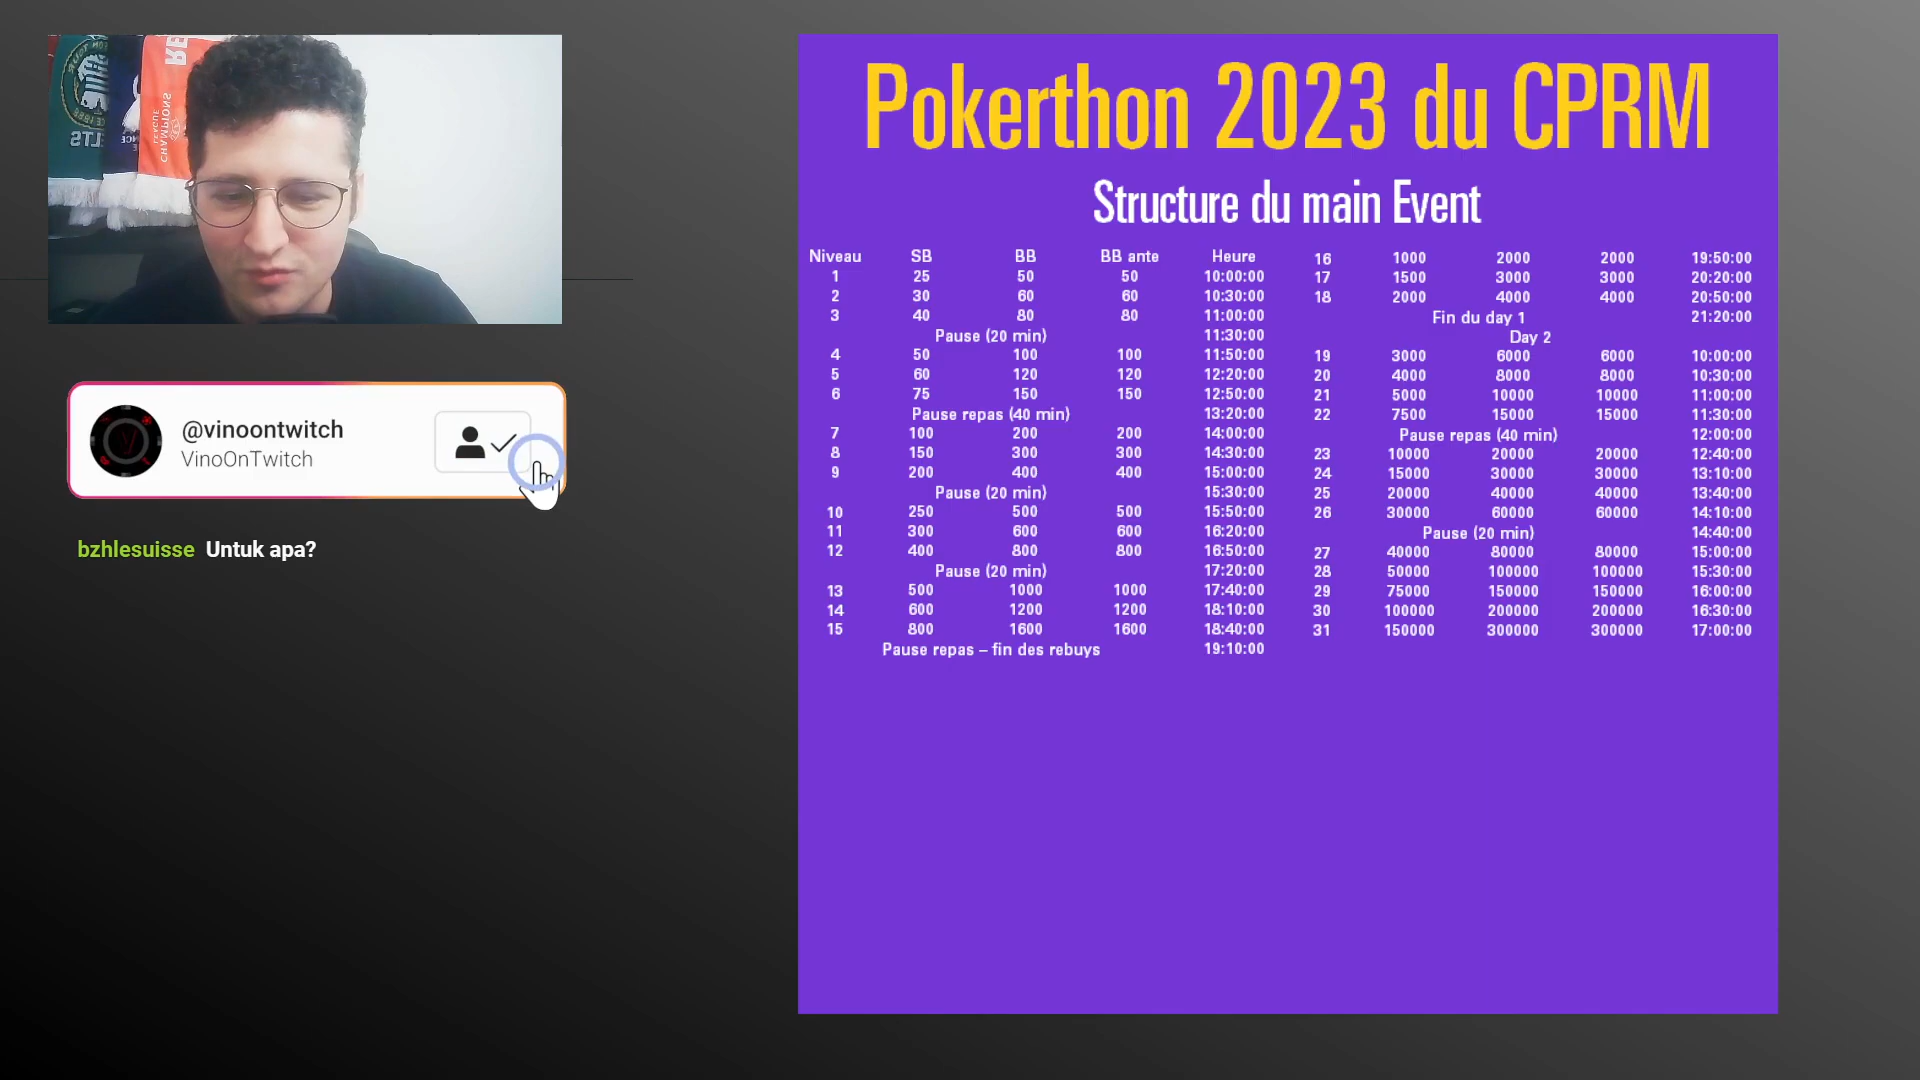 Pokerthon 2023 du CPRM
Structure du main Event
Niveau SB BB BB ante Heure
1 25 50 50 10:00:00
2 30 60 60 10:30:00
3 40 80 80 11:00:00
Pause (20 min) 11:30:00
4 50 100 100 11:50:00
5 60 120 120 12:20:00
6 75 150 150 12:50:00
Pause repas (40 min) 13:20:00
7 100 200 200 14:00:00
8 150 300 300 14:30:00
9 200 400 400 15:00:00
Pause (20 min) 15:30:00
10 250 500 500 15:50:00
11 300 600 600 16:20:00
12 400 800 800 16:50:00
Pause (20 min) 17:20:00
13 500 1000 1000 17:40:00
14 600 1200 1200 18:10:00
15 800 1600 1600 18:40:00
Pause repas – fin des rebuys 19:10:00
16 1000 2000 2000 19:50:00
17 1500 3000 3000 20:20:00
18 2000 4000 4000 20:50:00
Fin du day 1 21:20:00
Day 2
19 3000 6000 6000 10:00:00
20 4000 8000 8000 10:30:00
21 5000 10000 10000 11:00:00
22 7500 15000 15000 11:30:00
Pause repas (40 min) 12:00:00
23 10000 20000 20000 12:40:00
24 15000 30000 30000 13:10:00
25 20000 40000 40000 13:40:00
26 30000 60000 60000 14:10:00
Pause (20 min) 14:40:00
27 40000 80000 80000 15:00:00
28 50000 100000 100000 15:30:00
29 75000 150000 150000 16:00:00
30 100000 200000 200000 16:30:00
31 150000 300000 300000 17:00:00
CHAMPIONS
LEAGUE
@vinoontwitch
VinoOnTwitch
bzhlesuisse Untuk apa?